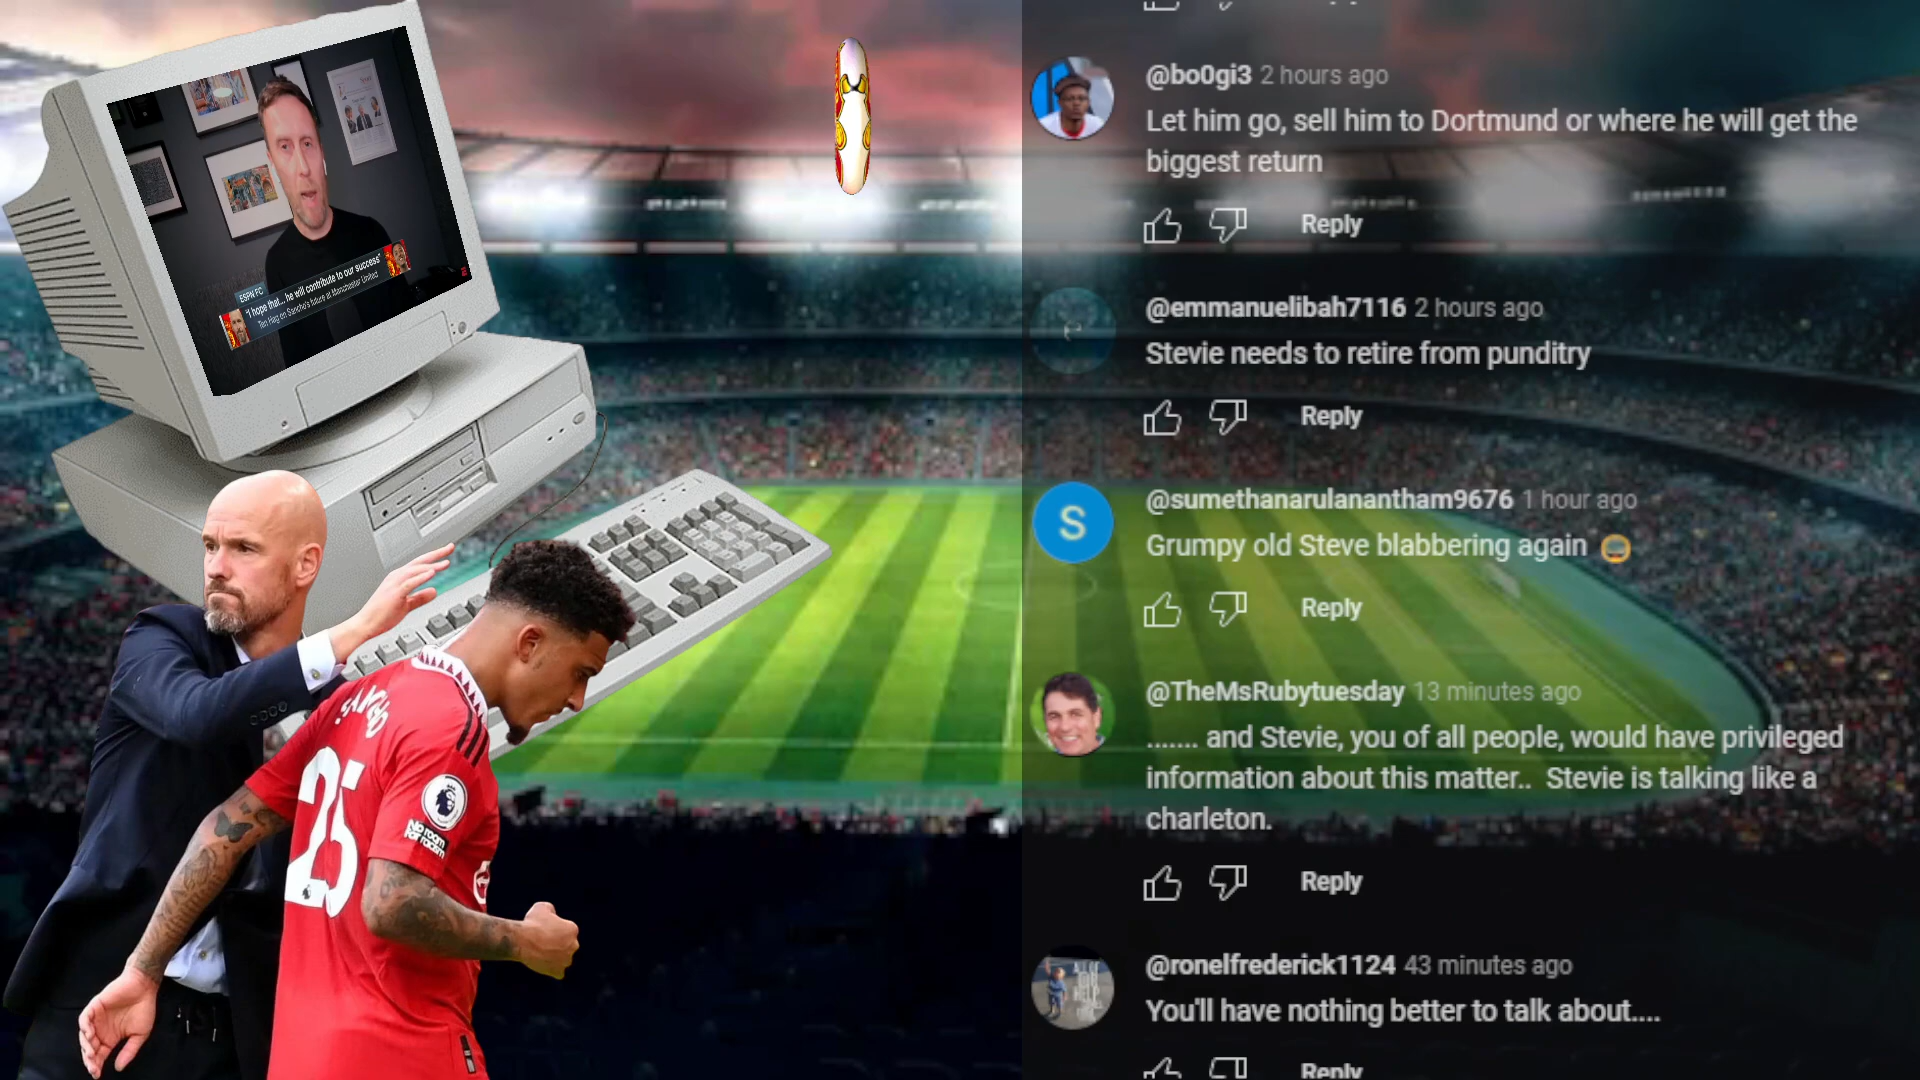 ESPN FC
"I hope that... he will contribute to our success"
Ten Hag on Sancho's future at Manchester United
25
No room
for racism
@bo0gi3 2 hours ago
Let him go, sell him to Dortmund or where he will get the
biggest return
Reply
@emmanuelibah7116 2 hours ago
Stevie needs to retire from punditry
Reply
S
@sumethanarulanantham9676 1 hour ago
Grumpy old Steve blabbering again
Reply
@TheMsRubytuesday 13 minutes ago
....... and Stevie, you of all people, would have privileged
information about this matter.. Stevie is talking like a
charleton.
Reply
@ronelfrederick1124 43 minutes ago
You'll have nothing better to talk about....
Reply